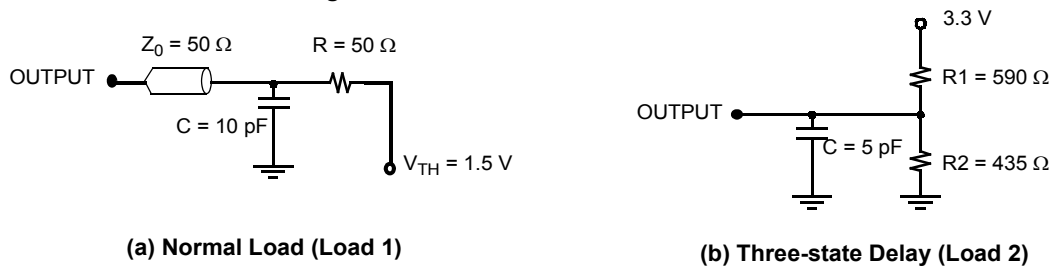 Z0 = 50 Ω
R = 50 Ω
OUTPUT
C = 10 pF
VTH = 1.5 V
(a) Normal Load (Load 1)
3.3 V
R1 = 590 Ω
OUTPUT
C = 5 pF
R2 = 435 Ω
(b) Three-state Delay (Load 2)